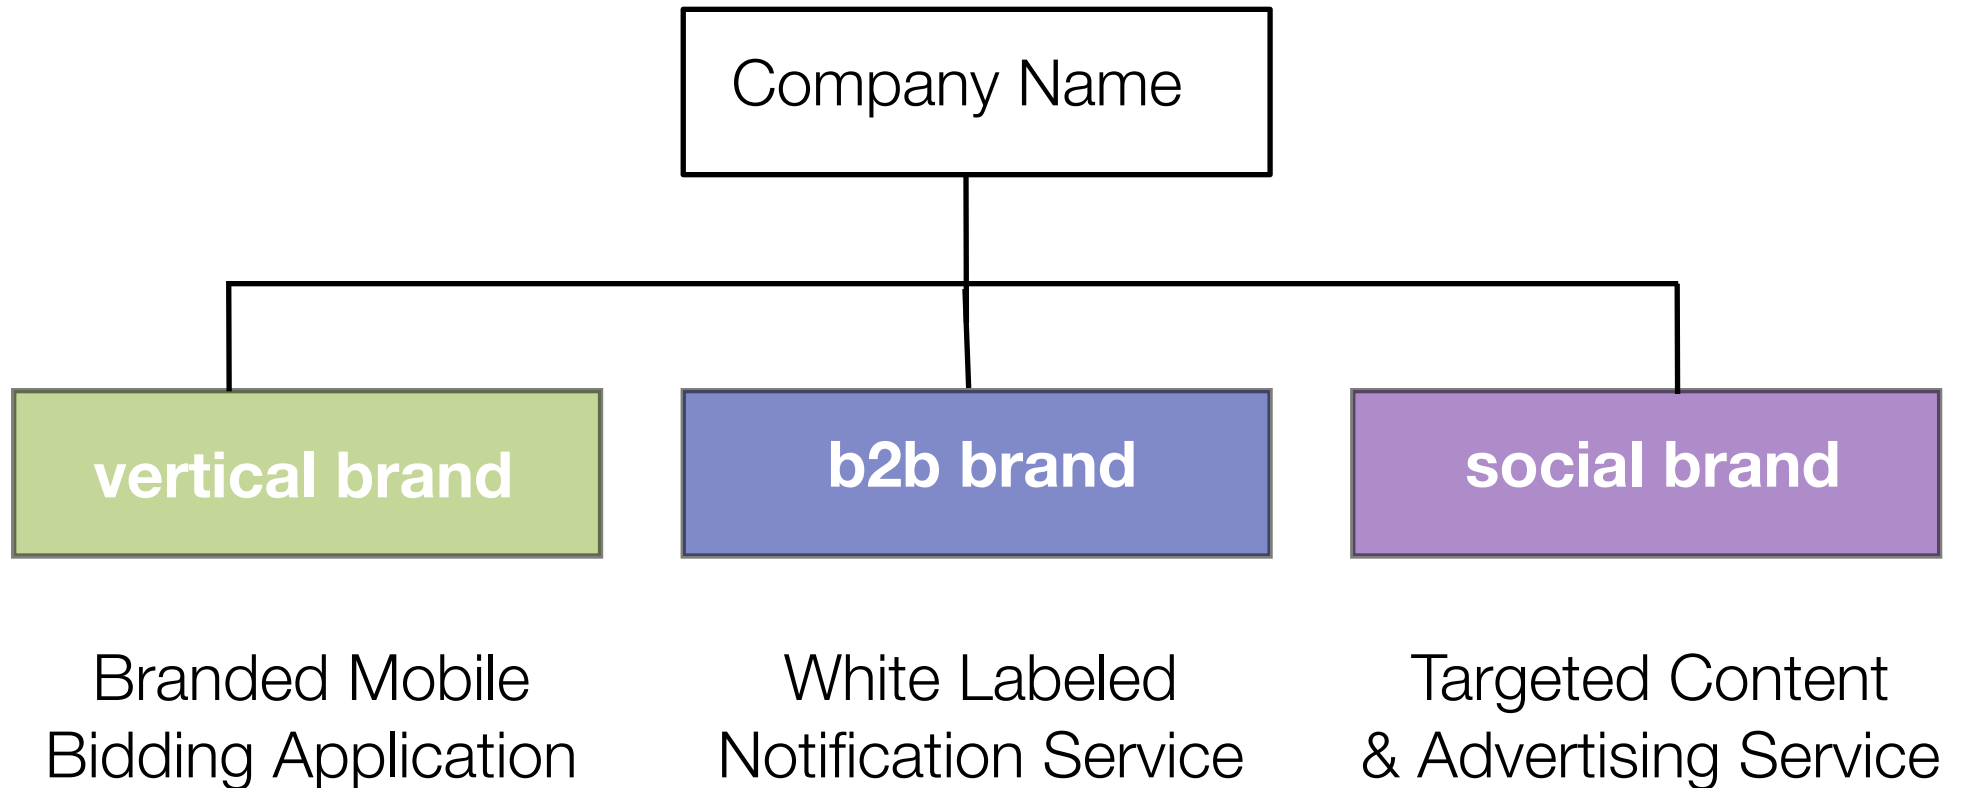 Company Name
vertical brand
b2b brand
social brand
Branded Mobile
Bidding Application
White Labeled
Notification Service
Targeted Content
& Advertising Service